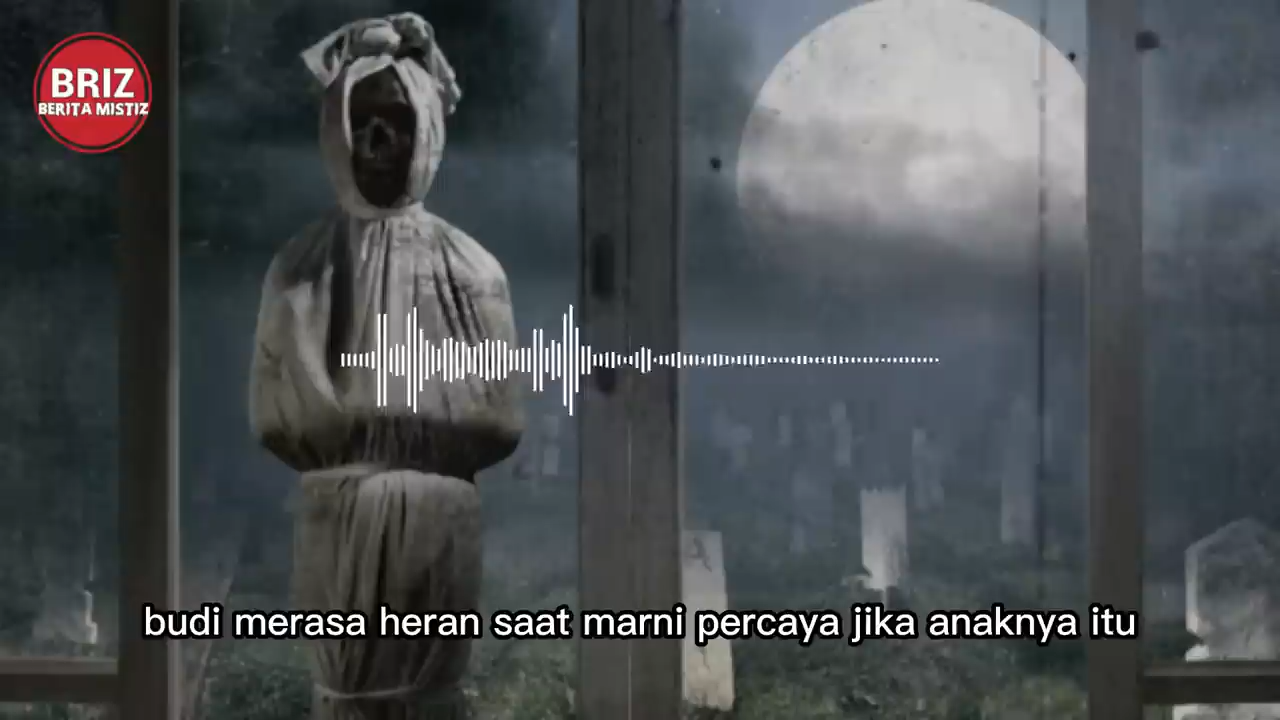 BRIZ
BERITA MISTIZ
budi merasa heran saat marni percaya jika anaknya itu